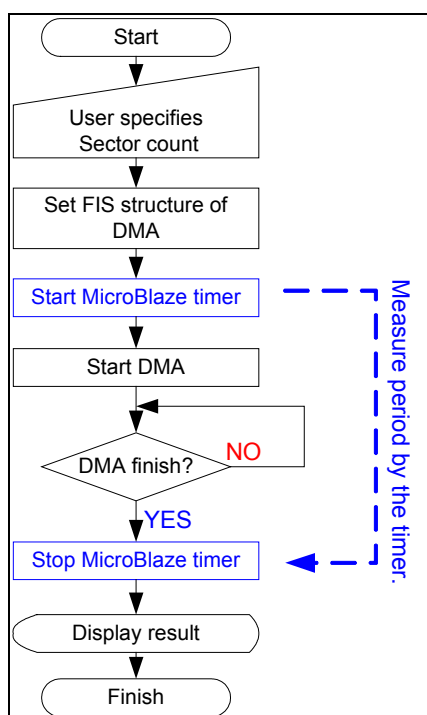 Start
User specifies
Sector count
Set FIS structure of
DMA
Start MicroBlaze timer
Start DMA
DMA finish?
NO
YES
Stop MicroBlaze timer
Display result
Finish
Measure period by the timer.